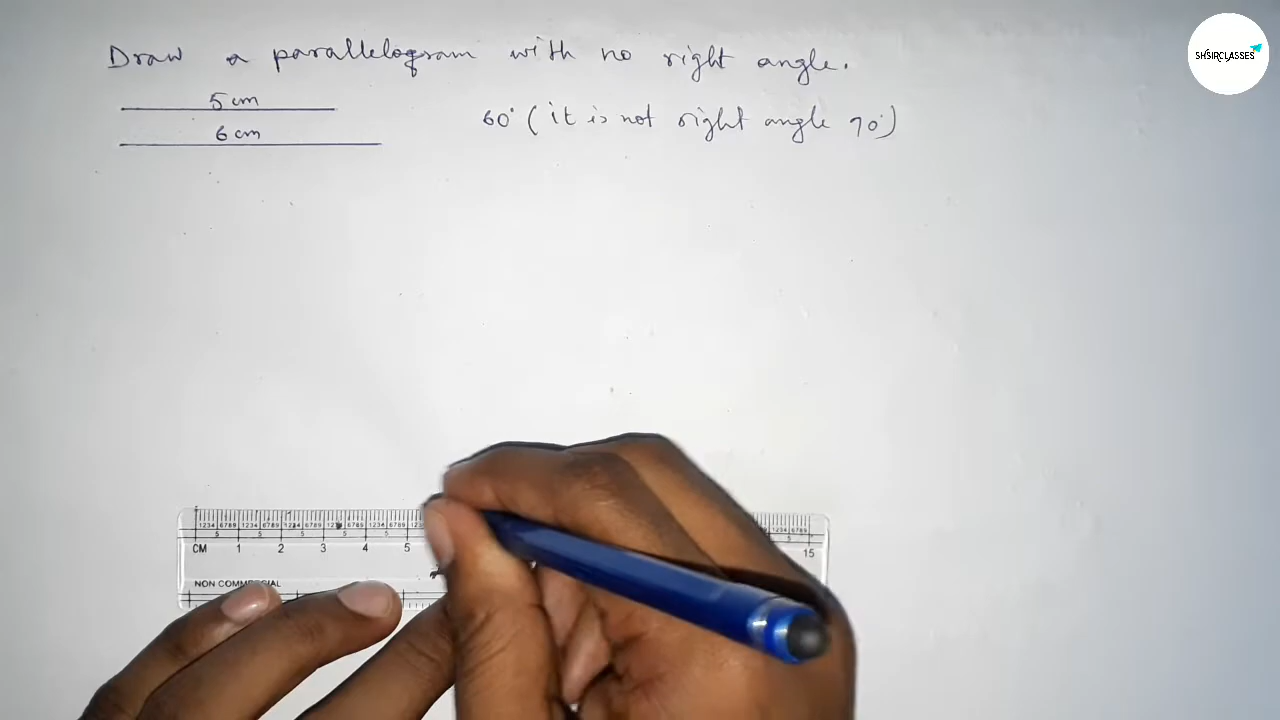 Draw a parallelogram with no right angle.
5 cm
6 cm
60° (it is not right angle 90°)
SHSIRCLASSES
CM 1 2 3 4 5 15
NON COMMERCIAL